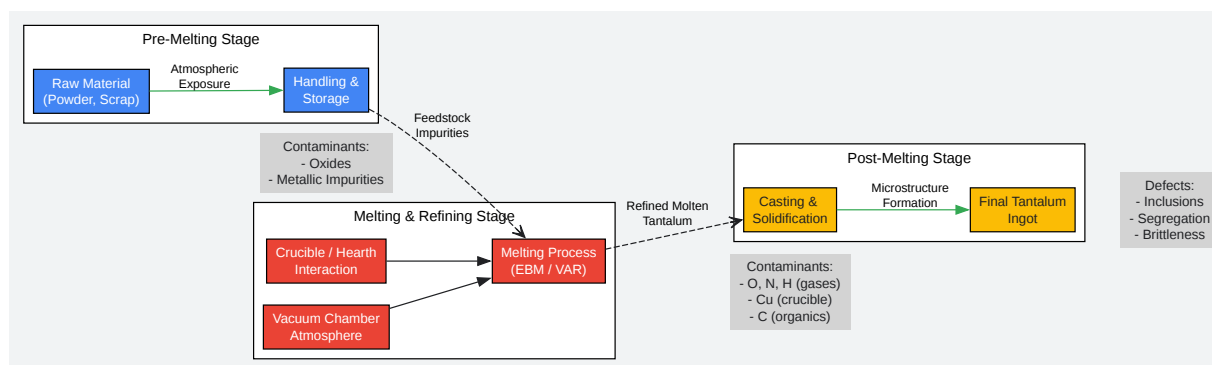 Pre-Melting Stage
Raw Material
(Powder, Scrap)
Atmospheric
Exposure
Handling &
Storage
Feedstock
Impurities
Contaminants:
- Oxides
- Metallic Impurities
Melting & Refining Stage
Crucible / Hearth
Interaction
Vacuum Chamber
Atmosphere
Melting Process
(EBM / VAR)
Refined Molten
Tantalum
Post-Melting Stage
Casting &
Solidification
Microstructure
Formation
Final Tantalum
Ingot
Contaminants:
- O, N, H (gases)
- Cu (crucible)
- C (organics)
Defects:
- Inclusions
- Segregation
- Brittleness